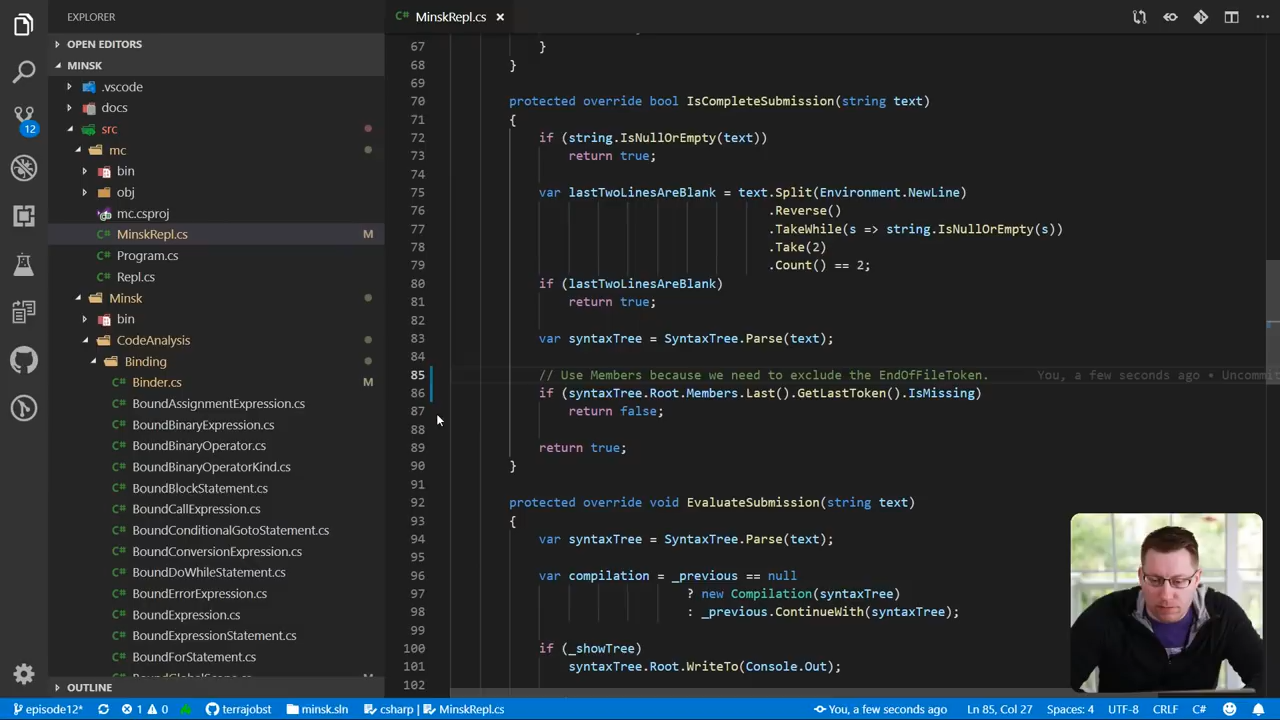 EXPLORER
OPEN EDITORS
MINSK
.vscode
docs
src
mc
bin
obj
mc.csproj
MinskRepl.cs M
Program.cs
Repl.cs
Minsk
bin
CodeAnalysis
Binding
Binder.cs M
BoundAssignmentExpression.cs
BoundBinaryExpression.cs
BoundBinaryOperator.cs
BoundBinaryOperatorKind.cs
BoundBlockStatement.cs
BoundCallExpression.cs
BoundConditionalGotoStatement.cs
BoundConversionExpression.cs
BoundDoWhileStatement.cs
BoundErrorExpression.cs
BoundExpression.cs
BoundExpressionStatement.cs
BoundForStatement.cs
OUTLINE
12
MinskRepl.cs
67 }
68 }
69
70 protected override bool IsCompleteSubmission(string text)
71 {
72 if (string.IsNullOrEmpty(text))
73 return true;
74
75 var lastTwoLinesAreBlank = text.Split(Environment.NewLine)
76 .Reverse()
77 .TakeWhile(s => string.IsNullOrEmpty(s))
78 .Take(2)
79 .Count() == 2;
80 if (lastTwoLinesAreBlank)
81 return true;
82
83 var syntaxTree = SyntaxTree.Parse(text);
84
85 // Use Members because we need to exclude the EndOfFileToken. You, a few seconds ago • Uncommit
86 if (syntaxTree.Root.Members.Last().GetLastToken().IsMissing)
87 return false;
88
89 return true;
90 }
91
92 protected override void EvaluateSubmission(string text)
93 {
94 var syntaxTree = SyntaxTree.Parse(text);
95
96 var compilation = _previous == null
97 ? new Compilation(syntaxTree)
98 : _previous.ContinueWith(syntaxTree);
99
100 if (_showTree)
101 syntaxTree.Root.WriteTo(Console.Out);
102
episode12* 1 1 terrajobst minsk.sln csharp | MinskRepl.cs You, a few seconds ago Ln 85, Col 27 Spaces: 4 UTF-8 CRLF C#